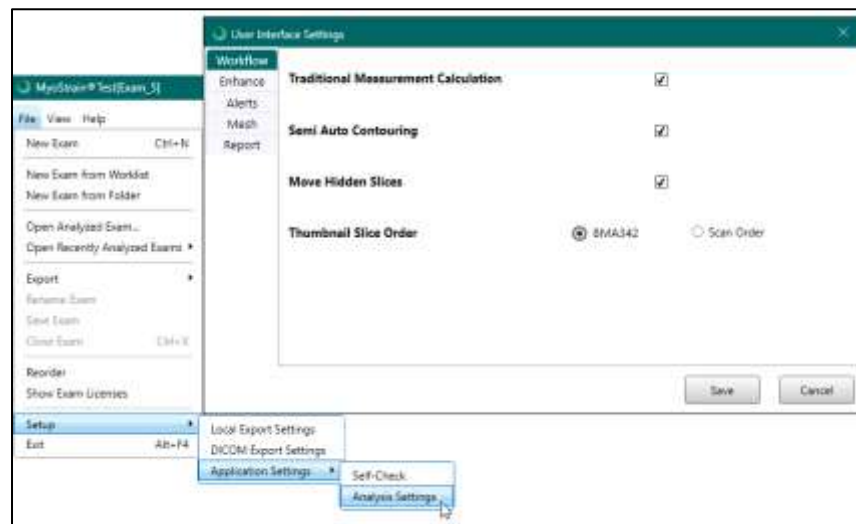 User Interface Settings
Workflow
Enhance
Alerts
Mesh
Report
Traditional Measurement Calculation
Semi Auto Contouring
Move Hidden Slices
Thumbnail Slice Order
BMA342
Scan Order
Save
Cancel
MyoStrain® Test[Exam_5]
File View Help
New Exam Ctrl+N
New Exam from Worklist
New Exam from Folder
Open Analyzed Exam...
Open Recently Analyzed Exams
Export
Rename Exam
Save Exam
Close Exam Ctrl+X
Reorder
Show Exam Licenses
Setup
Exit Alt+F4
Local Export Settings
DICOM Export Settings
Application Settings
Self-Check
Analysis Settings